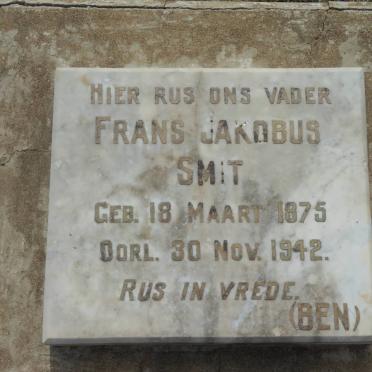 HIER RUS ONS VADER
FRANS JAKOBUS
SMIT
GEB. 18 MAART 1875
OORL. 30 NOV. 1942.
RUS IN VREDE.
(BEN)